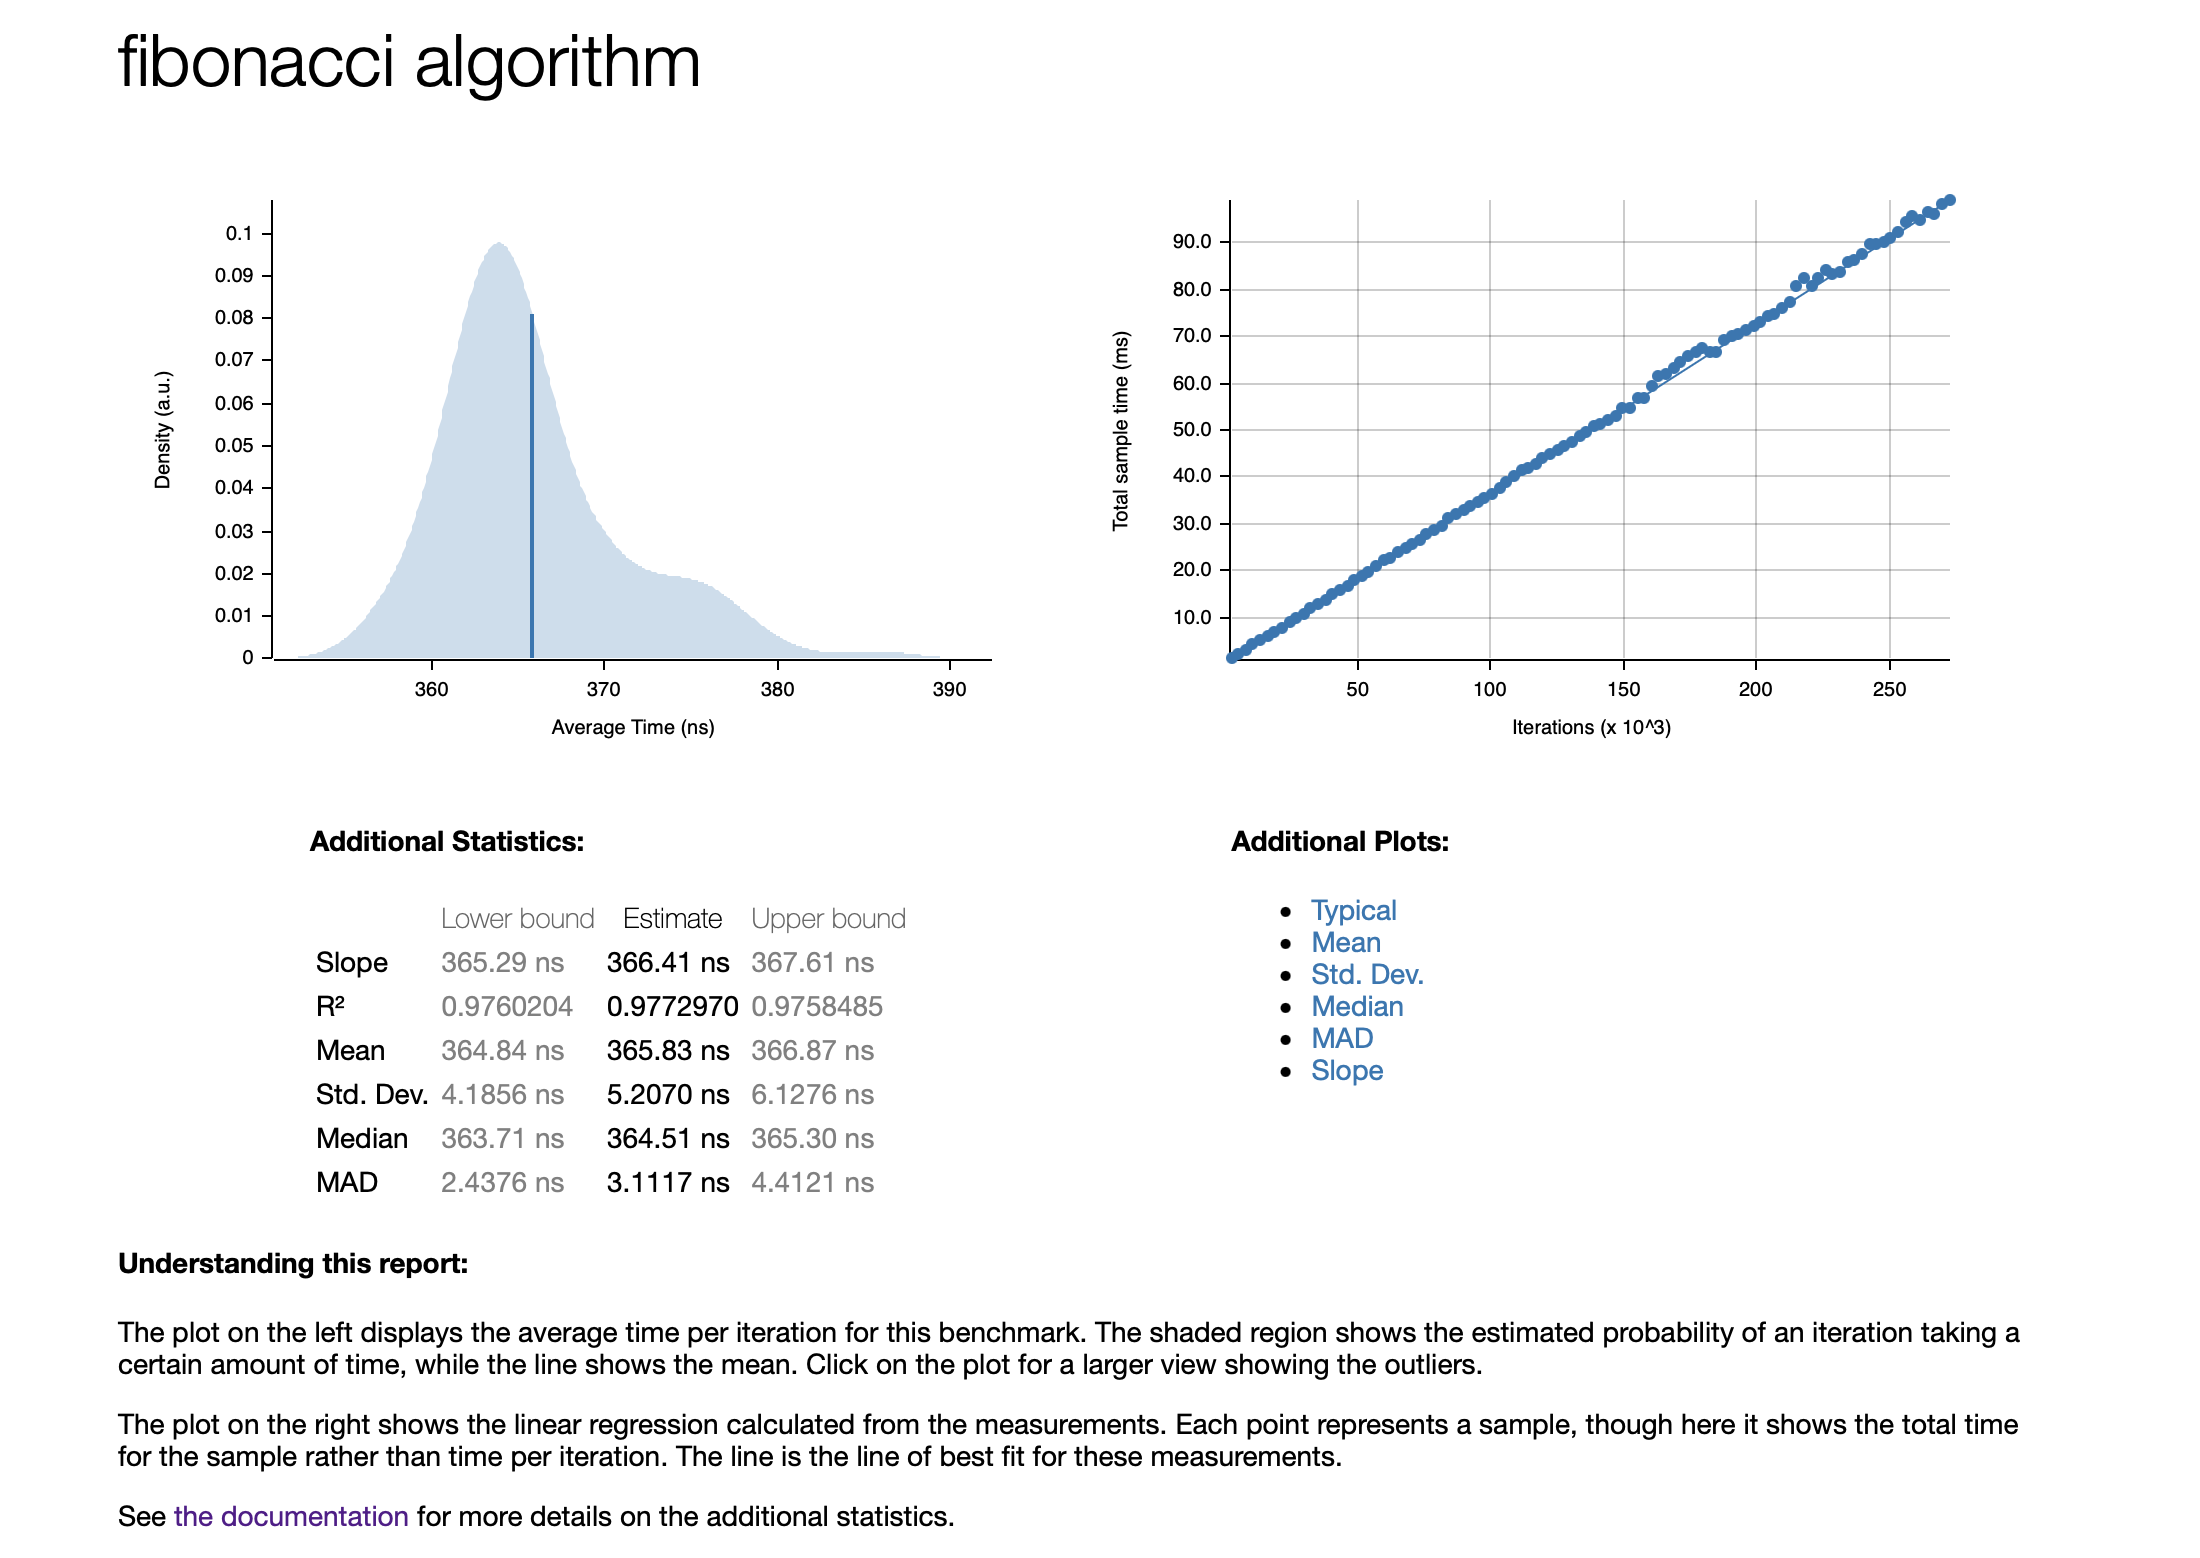 fibonacci algorithm
Density (a.u.)
0.1
0.09
0.08
0.07
0.06
0.05
0.04
0.03
0.02
0.01
0
360 370 380 390
Average Time (ns)
Total sample time (ms)
90.0
80.0
70.0
60.0
50.0
40.0
30.0
20.0
10.0
50 100 150 200 250
Iterations (x 10^3)
Additional Statistics:
Lower bound Estimate Upper bound
Slope 365.29 ns 366.41 ns 367.61 ns
R² 0.9760204 0.9772970 0.9758485
Mean 364.84 ns 365.83 ns 366.87 ns
Std. Dev. 4.1856 ns 5.2070 ns 6.1276 ns
Median 363.71 ns 364.51 ns 365.30 ns
MAD 2.4376 ns 3.1117 ns 4.4121 ns
Additional Plots:
Typical
Mean
Std. Dev.
Median
MAD
Slope
Understanding this report:
The plot on the left displays the average time per iteration for this benchmark. The shaded region shows the estimated probability of an iteration taking a
certain amount of time, while the line shows the mean. Click on the plot for a larger view showing the outliers.
The plot on the right shows the linear regression calculated from the measurements. Each point represents a sample, though here it shows the total time
for the sample rather than time per iteration. The line is the line of best fit for these measurements.
See the documentation for more details on the additional statistics.